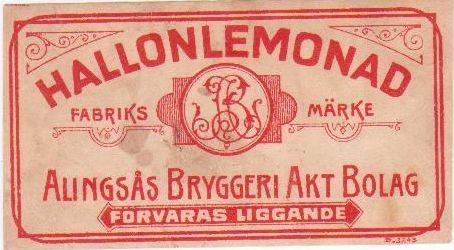 HALLONLEMONAD
FABRIKS MÄRKE
ALINGSÅS BRYGGERI AKT BOLAG
FÖRVARAS LIGGANDE